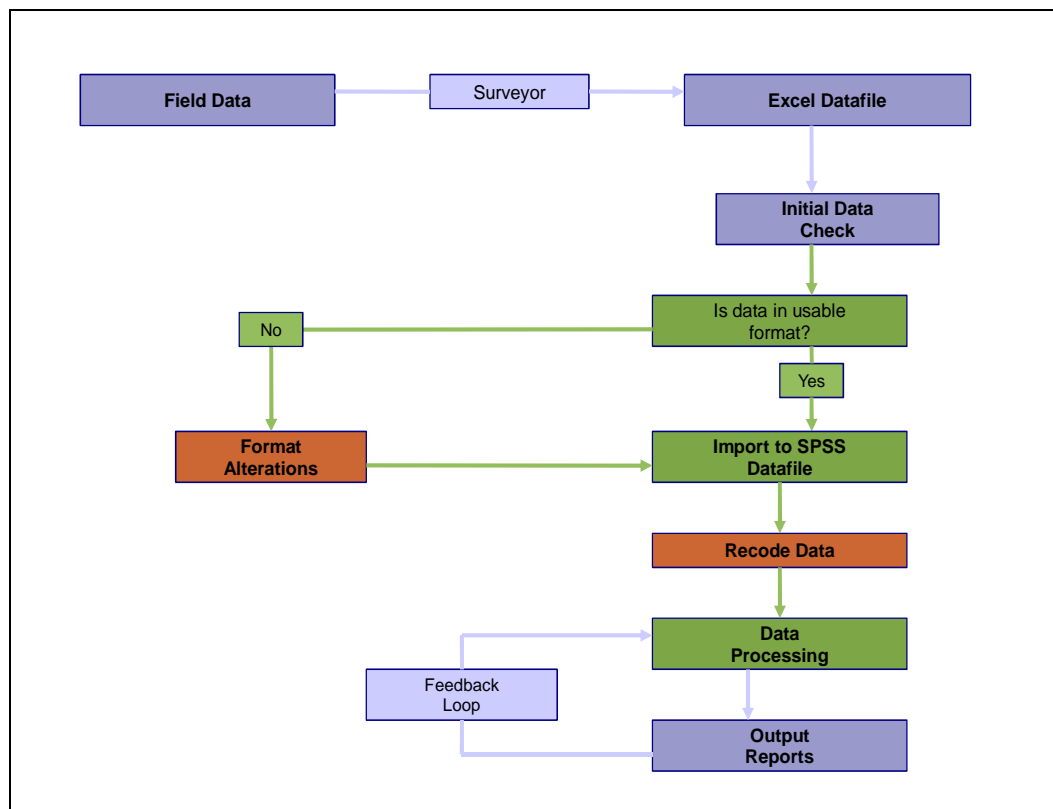 Field Data
Surveyor
Excel Datafile
Initial Data
Check
Is data in usable
format?
No
Yes
Format
Alterations
Import to SPSS
Datafile
Recode Data
Data
Processing
Feedback
Loop
Output
Reports